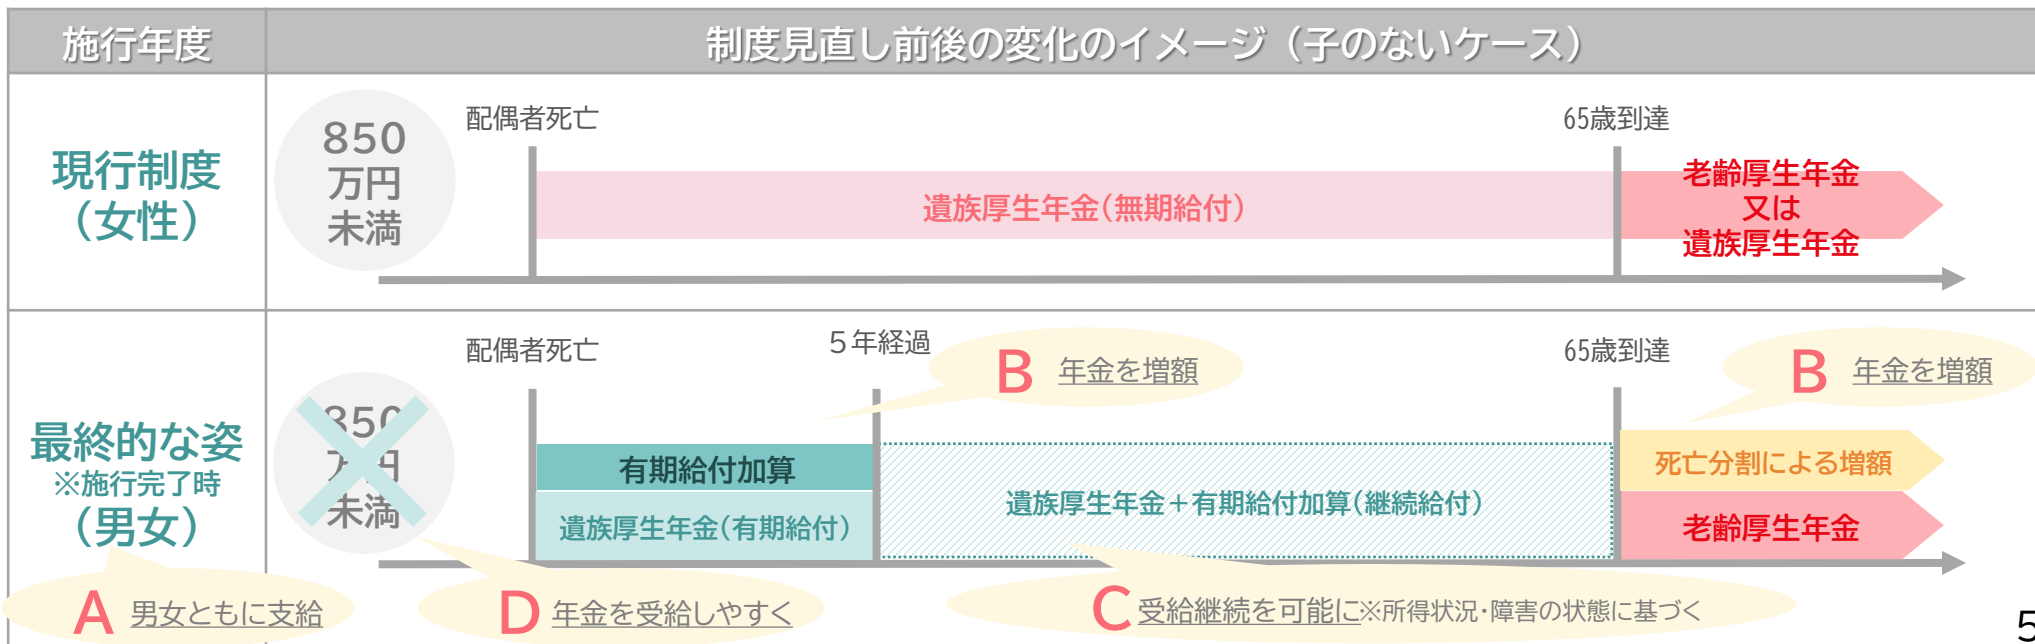 施行年度
制度見直し前後の変化のイメージ（子のないケース）
現行制度
（女性）
850
万円
未満
配偶者死亡
65歳到達
遺族厚生年金（無期給付）
老齢厚生年金
又は
遺族厚生年金
最終的な姿
※施行完了時
（男女）
850
万円
未満
配偶者死亡
５年経過
65歳到達
B 年金を増額
B 年金を増額
有期給付加算
遺族厚生年金（有期給付）
遺族厚生年金＋有期給付加算（継続給付）
死亡分割による増額
老齢厚生年金
A 男女ともに支給
D 年金を受給しやすく
C 受給継続を可能に※所得状況・障害の状態に基づく
5